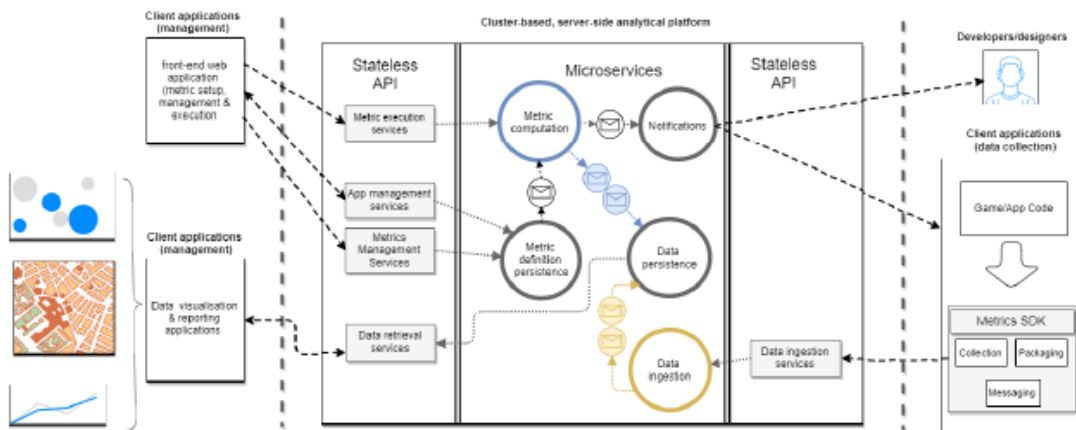 Client applications
(management)
front-end web
application
(metric setup,
management &
execution
Client applications
(management)
Data visualisation
& reporting
applications
Cluster-based, server-side analytical platform
Stateless
API
Metric execution
services
App management
services
Metrics
Management
Services
Data retrieval
services
Microservices
Metric
computation
Notifications
Metric
definition
persistence
Data
persistence
Data
ingestion
Stateless
API
Data ingestion
services
Developers/designers
Client applications
(data collection)
Game/App Code
Metrics SDK
Collection
Packaging
Messaging